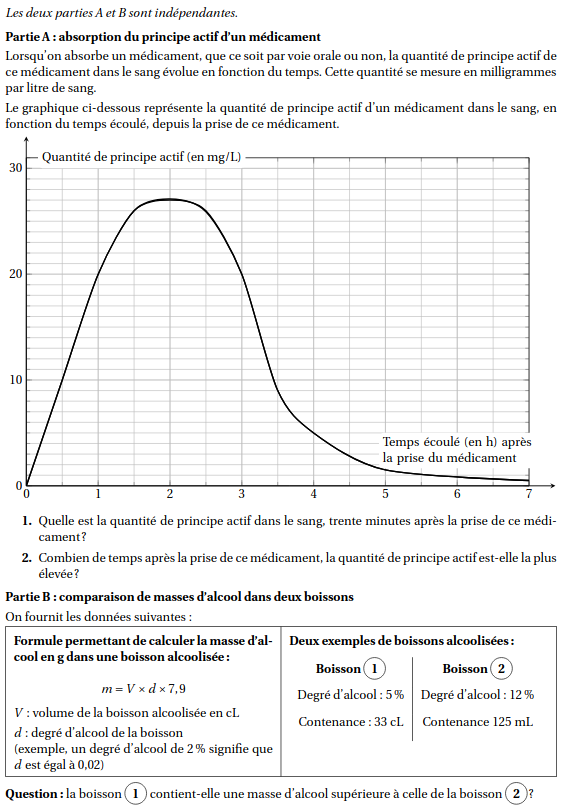 Les deux parties A et B sont indépendantes.
Partie A : absorption du principe actif d'un médicament
Lorsqu'on absorbe un médicament, que ce soit par voie orale ou non, la quantité de principe actif de
ce médicament dans le sang évolue en fonction du temps. Cette quantité se mesure en milligrammes
par litre de sang.
Le graphique ci-dessous représente la quantité de principe actif d'un médicament dans le sang, en
fonction du temps écoulé, depuis la prise de ce médicament.
Quantité de principe actif (en mg/L)
30
20
10
Temps écoulé (en h) après
la prise du médicament
0
0 1 2 3 4 5 6 7
1. Quelle est la quantité de principe actif dans le sang, trente minutes après la prise de ce médi-
cament ?
2. Combien de temps après la prise de ce médicament, la quantité de principe actif est-elle la plus
élevée ?
Partie B : comparaison de masses d'alcool dans deux boissons
On fournit les données suivantes :
Formule permettant de calculer la masse d'al-
cool en g dans une boisson alcoolisée :
m = V × d × 7,9
V : volume de la boisson alcoolisée en cL
d : degré d'alcool de la boisson
(exemple, un degré d'alcool de 2 % signifie que
d est égal à 0,02)
Deux exemples de boissons alcoolisées :
Boisson 1
Degré d'alcool : 5 %
Contenance : 33 cL
Boisson 2
Degré d'alcool : 12 %
Contenance 125 mL
Question : la boisson 1 contient-elle une masse d'alcool supérieure à celle de la boisson 2 ?